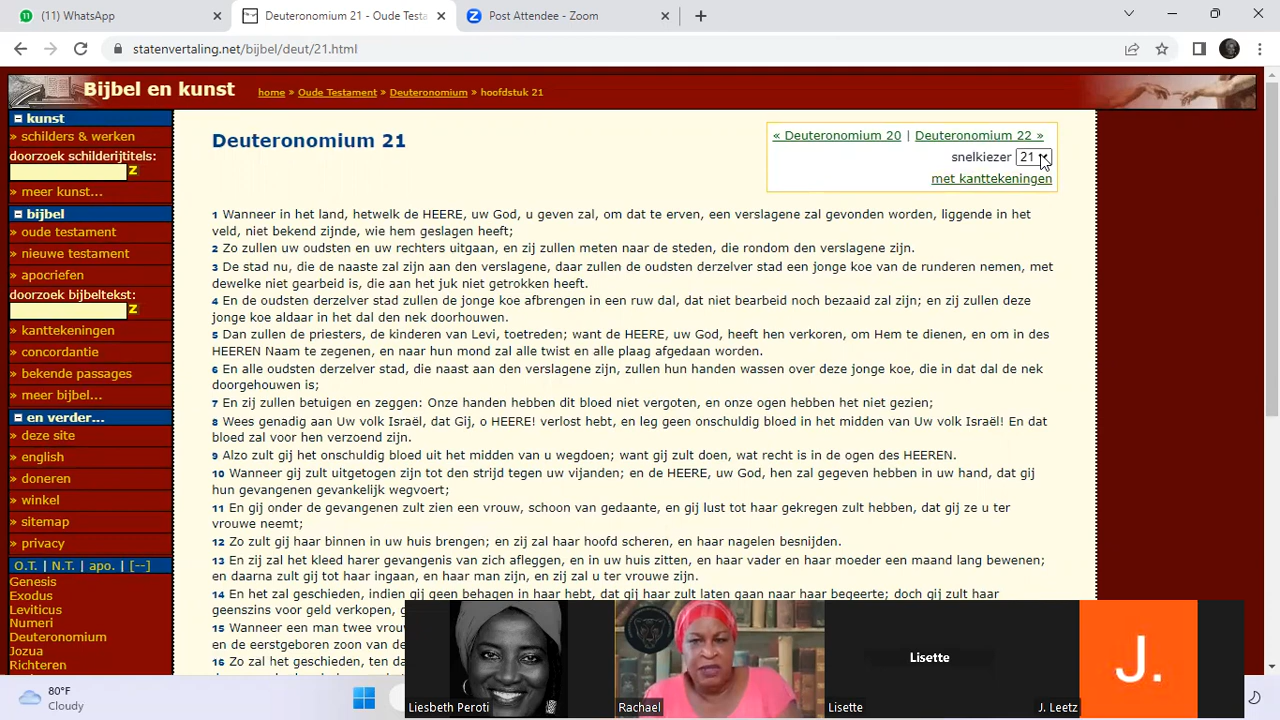 (11) WhatsApp
Deuteronomium 21 - Oude Testa
Post Attendee - Zoom
statenvertaling.net/bijbel/deut/21.html
Bijbel en kunst
home » Oude Testament » Deuteronomium » hoofdstuk 21
kunst
» schilders & werken
doorzoek schilderijtitels:
Z
» meer kunst...
bijbel
» oude testament
» nieuwe testament
» apocriefen
doorzoek bijbeltekst:
Z
» kanttekeningen
» concordantie
» bekende passages
» meer bijbel...
en verder...
» deze site
» english
» doneren
» winkel
» sitemap
» privacy
O.T. | N.T. | apo. | [--]
Genesis
Exodus
Leviticus
Numeri
Deuteronomium
Jozua
Richteren
Deuteronomium 21
« Deuteronomium 20 | Deuteronomium 22 »
snelkiezer 21
met kanttekeningen
1 Wanneer in het land, hetwelk de HEERE, uw God, u geven zal, om dat te erven, een verslagene zal gevonden worden, liggende in het
veld, niet bekend zijnde, wie hem geslagen heeft;
2 Zo zullen uw oudsten en uw rechters uitgaan, en zij zullen meten naar de steden, die rondom den verslagene zijn.
3 De stad nu, die de naaste zal zijn aan den verslagene, daar zullen de oudsten derzelver stad een jonge koe van de runderen nemen, met
dewelke niet gearbeid is, die aan het juk niet getrokken heeft.
4 En de oudsten derzelver stad zullen de jonge koe afbrengen in een ruw dal, dat niet bearbeid noch bezaaid zal zijn; en zij zullen deze
jonge koe aldaar in het dal den nek doorhouwen.
5 Dan zullen de priesters, de kinderen van Levi, toetreden; want de HEERE, uw God, heeft hen verkoren, om Hem te dienen, en om in des
HEEREN Naam te zegenen, en naar hun mond zal alle twist en alle plaag afgedaan worden.
6 En alle oudsten derzelver stad, die naast aan den verslagene zijn, zullen hun handen wassen over deze jonge koe, die in dat dal de nek
doorgehouwen is;
7 En zij zullen betuigen en zeggen: Onze handen hebben dit bloed niet vergoten, en onze ogen hebben het niet gezien;
8 Wees genadig aan Uw volk Israël, dat Gij, o HEERE! verlost hebt, en leg geen onschuldig bloed in het midden van Uw volk Israël! En dat
bloed zal voor hen verzoend zijn.
9 Alzo zult gij het onschuldig bloed uit het midden van u wegdoen; want gij zult doen, wat recht is in de ogen des HEEREN.
10 Wanneer gij zult uitgetogen zijn tot den strijd tegen uw vijanden; en de HEERE, uw God, hen zal gegeven hebben in uw hand, dat gij
hun gevangenen gevankelijk wegvoert;
11 En gij onder de gevangenen zult zien een vrouw, schoon van gedaante, en gij lust tot haar gekregen zult hebben, dat gij ze u ter
vrouwe neemt;
12 Zo zult gij haar binnen in uw huis brengen; en zij zal haar hoofd scheren, en haar nagelen besnijden.
13 En zij zal het kleed harer gevangenis van zich afleggen, en in uw huis zitten, en haar vader en haar moeder een maand lang bewenen;
en daarna zult gij tot haar ingaan, en haar man zijn, en zij zal u ter vrouwe zijn.
14 En het zal geschieden, indien gij geen behagen in haar hebt, dat gij haar zult laten gaan naar haar begeerte; doch gij zult haar
geenszins voor geld verkopen,
15 Wanneer een man twee vrouw
en de eerstgeboren zoon van de
16 Zo zal het geschieden, ten da
80°F
Cloudy
Liesbeth Peroti
Rachael
Lisette
Lisette
J.
J. Leetz